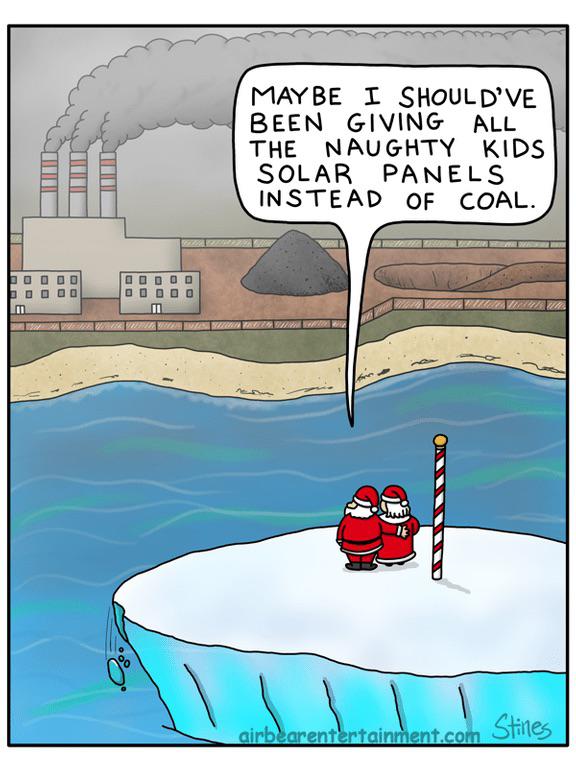 MAYBE I SHOULD'VE
BEEN GIVING ALL
THE NAUGHTY KIDS
SOLAR PANELS
INSTEAD OF COAL.
airbearentertainment.com
Stines